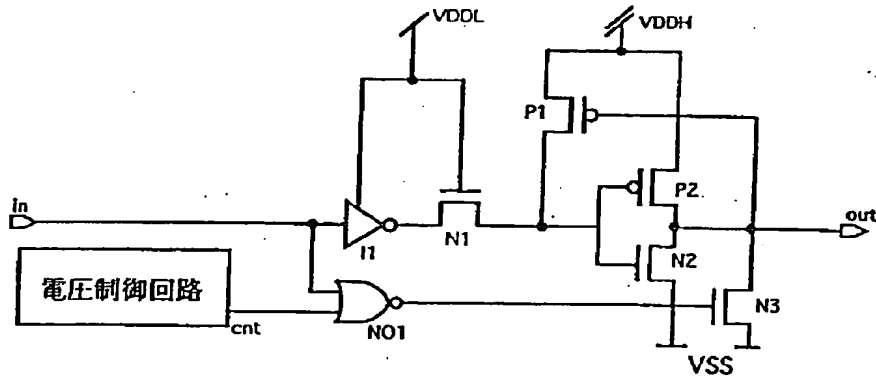 VDDL
VDDH
P1
in
P2
out
I1
N1
N2
電圧制御回路
cnt
NO1
N3
VSS